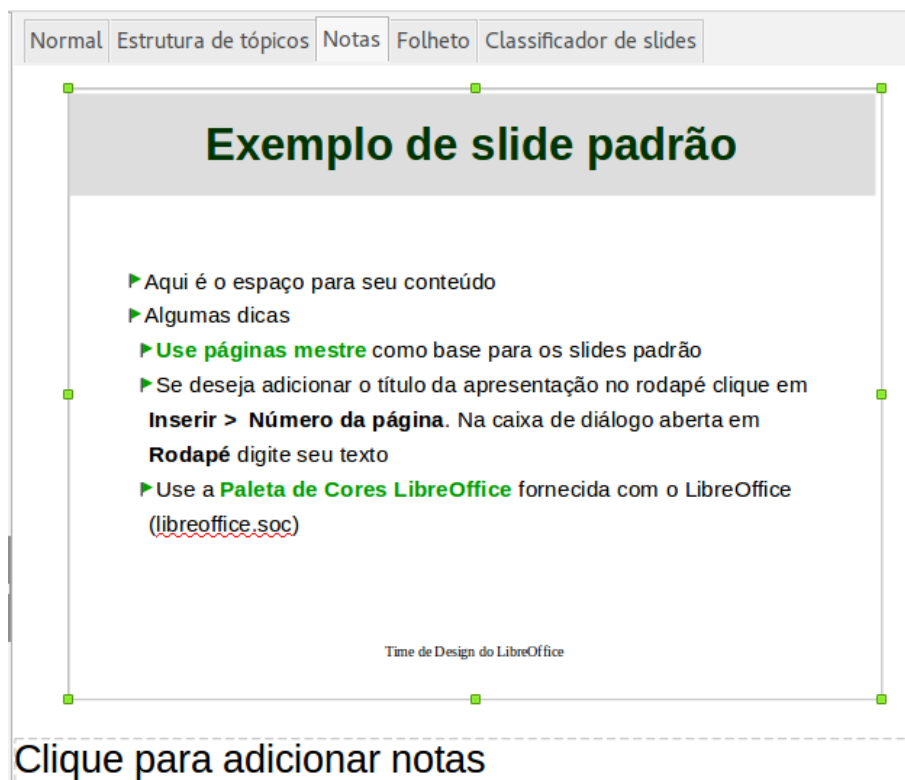 Normal Estrutura de tópicos Notas Folheto Classificador de slides
Exemplo de slide padrão
Aqui é o espaço para seu conteúdo
Algumas dicas
Use páginas mestre como base para os slides padrão
Se deseja adicionar o título da apresentação no rodapé clique em
Inserir > Número da página. Na caixa de diálogo aberta em
Rodapé digite seu texto
Use a Paleta de Cores LibreOffice fornecida com o LibreOffice
(libreoffice.soc)
Time de Design do LibreOffice
Clique para adicionar notas